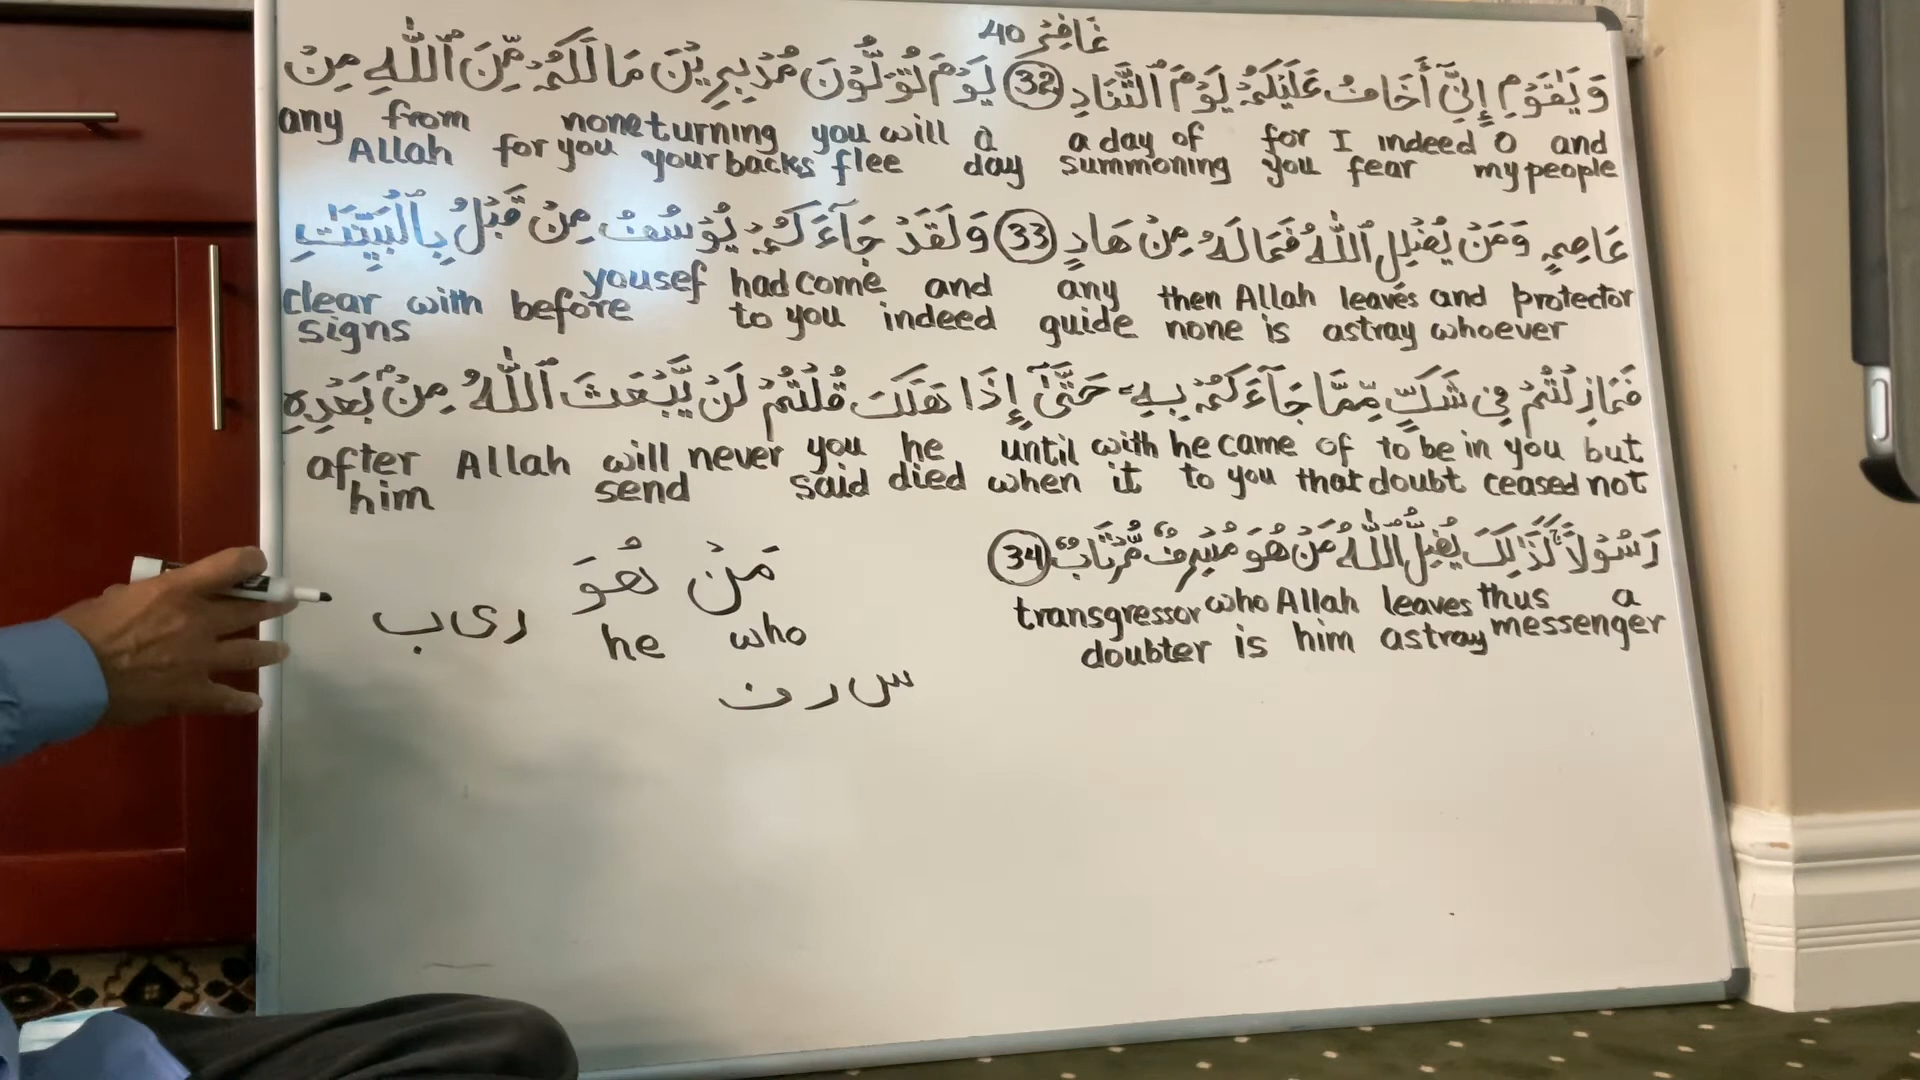 غَافِرْ 40
وَيَٰقَوْمِ إِنِّيٓ أَخَافُ عَلَيْكُمْ يَوْمَ ٱلتَّنَادِ 32 يَوْمَ تُوَلُّوْنَ مُدْبِرِيْنَ مَا لَكُمْ مِّنَ ٱللَّهِ مِنْ
any from none turning you will a a day of for I indeed O and
Allah for you your backs flee day summoning you fear my people
عَاصِمٍ وَمَنْ يُضْلِلِ ٱللَّهُ فَمَا لَهُ مِنْ هَادٍ 33 وَلَقَدْ جَآءَكُمْ يُوْسُفُ مِنْ قَبْلُ بِٱلْبَيِّنَٰتِ
clear with before yousef had come and any then Allah leaves and protector
signs to you indeed guide none is astray whoever
فَمَا زِلْتُمْ فِي شَكٍّ مِّمَّا جَآءَكُمْ بِهِ حَتَّىٰٓ إِذَا هَلَكَ قُلْتُمْ لَنْ يَّبْعَثَ ٱللَّهُ مِنْۢ بَعْدِهِ
after Allah will never you he until with he came of to be in you but
him send said died when it to you that doubt ceased not
رَسُوْلاً كَذَٰلِكَ يُضِلُّ ٱللَّهُ مَنْ هُوَ مُسْرِفٌ مُّرْتَابٌ 34
transgressor who Allah leaves thus a
doubter is him astray messenger
مَنْ هُوَ
he who
ر ی ب
س ر ف